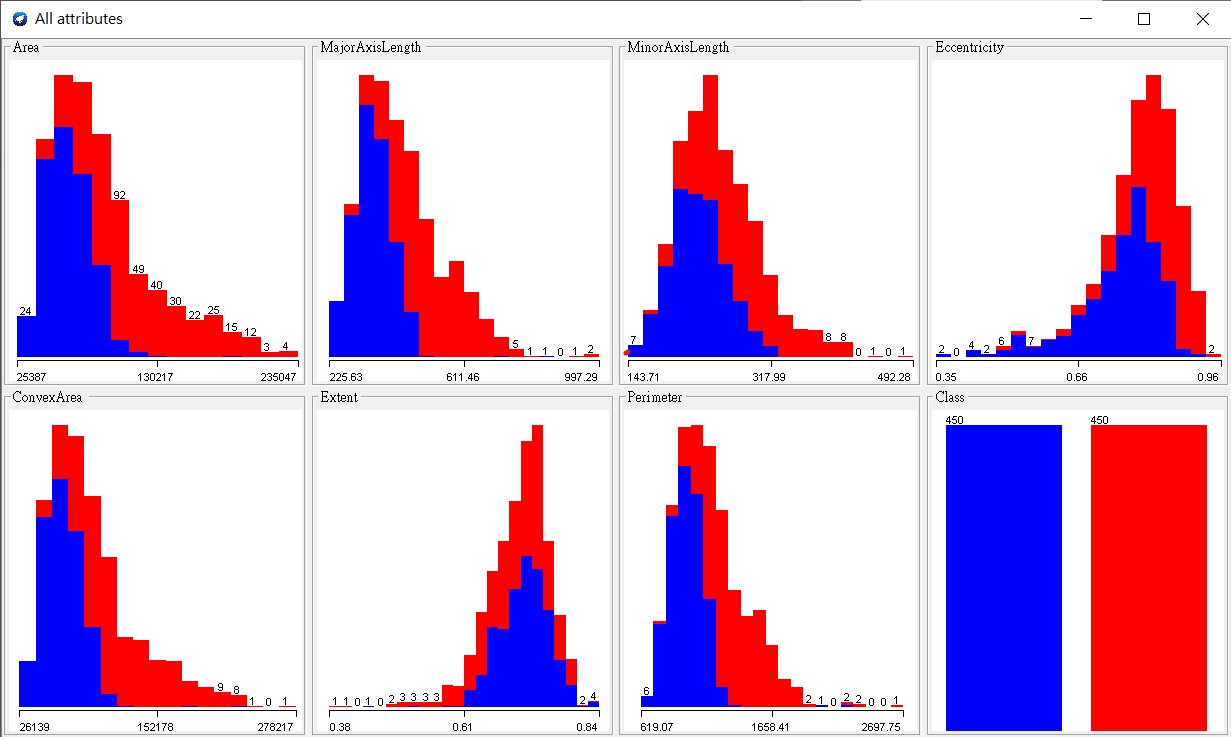 All attributes
Area
24 92 49 40 30 22 25 15 12 3 4
25387 130217 235047
MajorAxisLength
5 1 1 0 1 2
225.63 611.46 997.29
MinorAxisLength
7 8 8 0 1 0 1
143.71 317.99 492.28
Eccentricity
2 0 4 2 6 7 2
0.35 0.66 0.96
ConvexArea
9 8 1 0 1
26139 152178 278217
Extent
1 1 0 1 0 2 3 3 3 3 2 4
0.38 0.61 0.84
Perimeter
6 2 1 0 2 2 0 0 1
619.07 1658.41 2697.75
Class
450 450